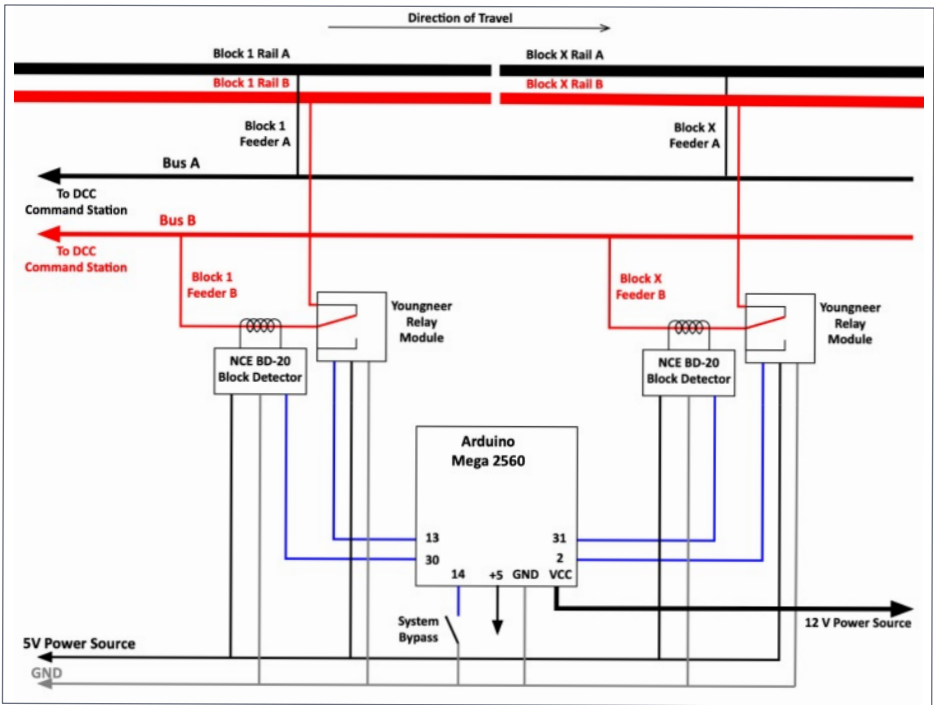 Direction of Travel
Block 1 Rail A
Block X Rail A
Block 1 Rail B
Block X Rail B
Block 1
Feeder A
Block X
Feeder A
Bus A
To DCC
Command Station
Bus B
To DCC
Command Station
Block 1
Feeder B
Block X
Feeder B
Youngneer
Relay
Module
Youngneer
Relay
Module
NCE BD-20
Block Detector
NCE BD-20
Block Detector
Arduino
Mega 2560
13
31
30
2
14
+5
GND
VCC
System
Bypass
12 V Power Source
5V Power Source
GND